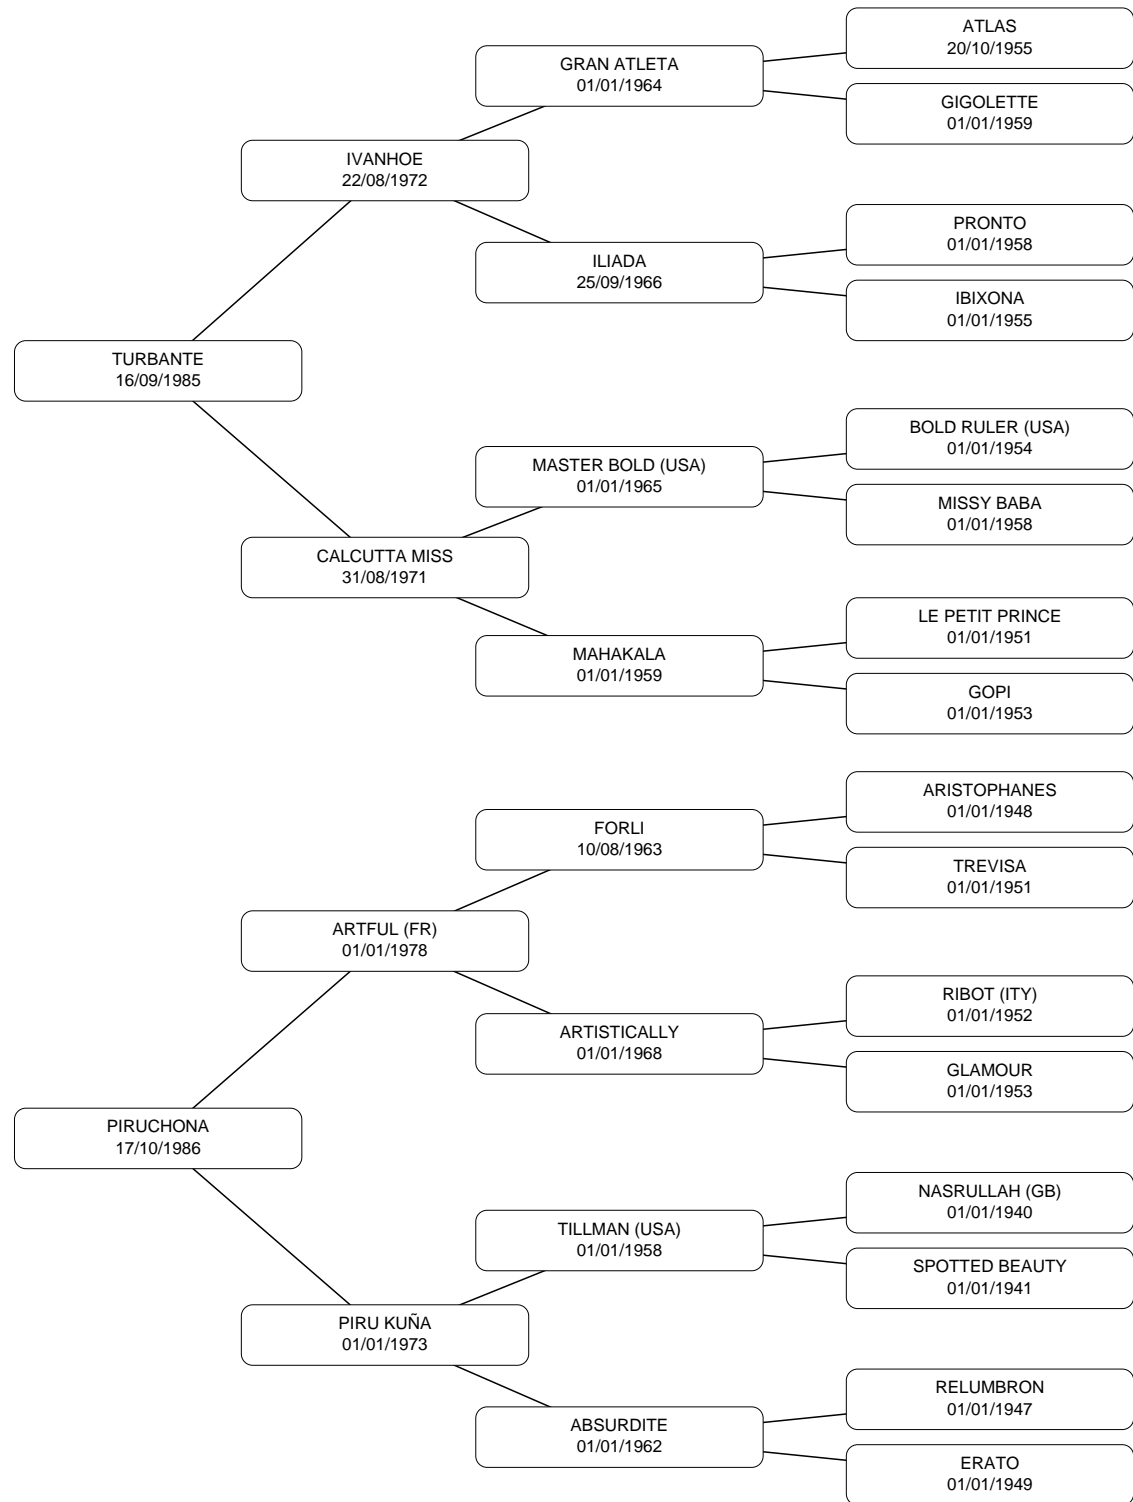 ATLAS
20/10/1955
GRAN ATLETA
01/01/1964
GIGOLETTE
01/01/1959
IVANHOE
22/08/1972
PRONTO
01/01/1958
ILIADA
25/09/1966
IBIXONA
01/01/1955
TURBANTE
16/09/1985
BOLD RULER (USA)
01/01/1954
MASTER BOLD (USA)
01/01/1965
MISSY BABA
01/01/1958
CALCUTTA MISS
31/08/1971
LE PETIT PRINCE
01/01/1951
MAHAKALA
01/01/1959
GOPI
01/01/1953
ARISTOPHANES
01/01/1948
FORLI
10/08/1963
TREVISA
01/01/1951
ARTFUL (FR)
01/01/1978
RIBOT (ITY)
01/01/1952
ARTISTICALLY
01/01/1968
GLAMOUR
01/01/1953
PIRUCHONA
17/10/1986
NASRULLAH (GB)
01/01/1940
TILLMAN (USA)
01/01/1958
SPOTTED BEAUTY
01/01/1941
PIRU KUÑA
01/01/1973
RELUMBRON
01/01/1947
ABSURDITE
01/01/1962
ERATO
01/01/1949